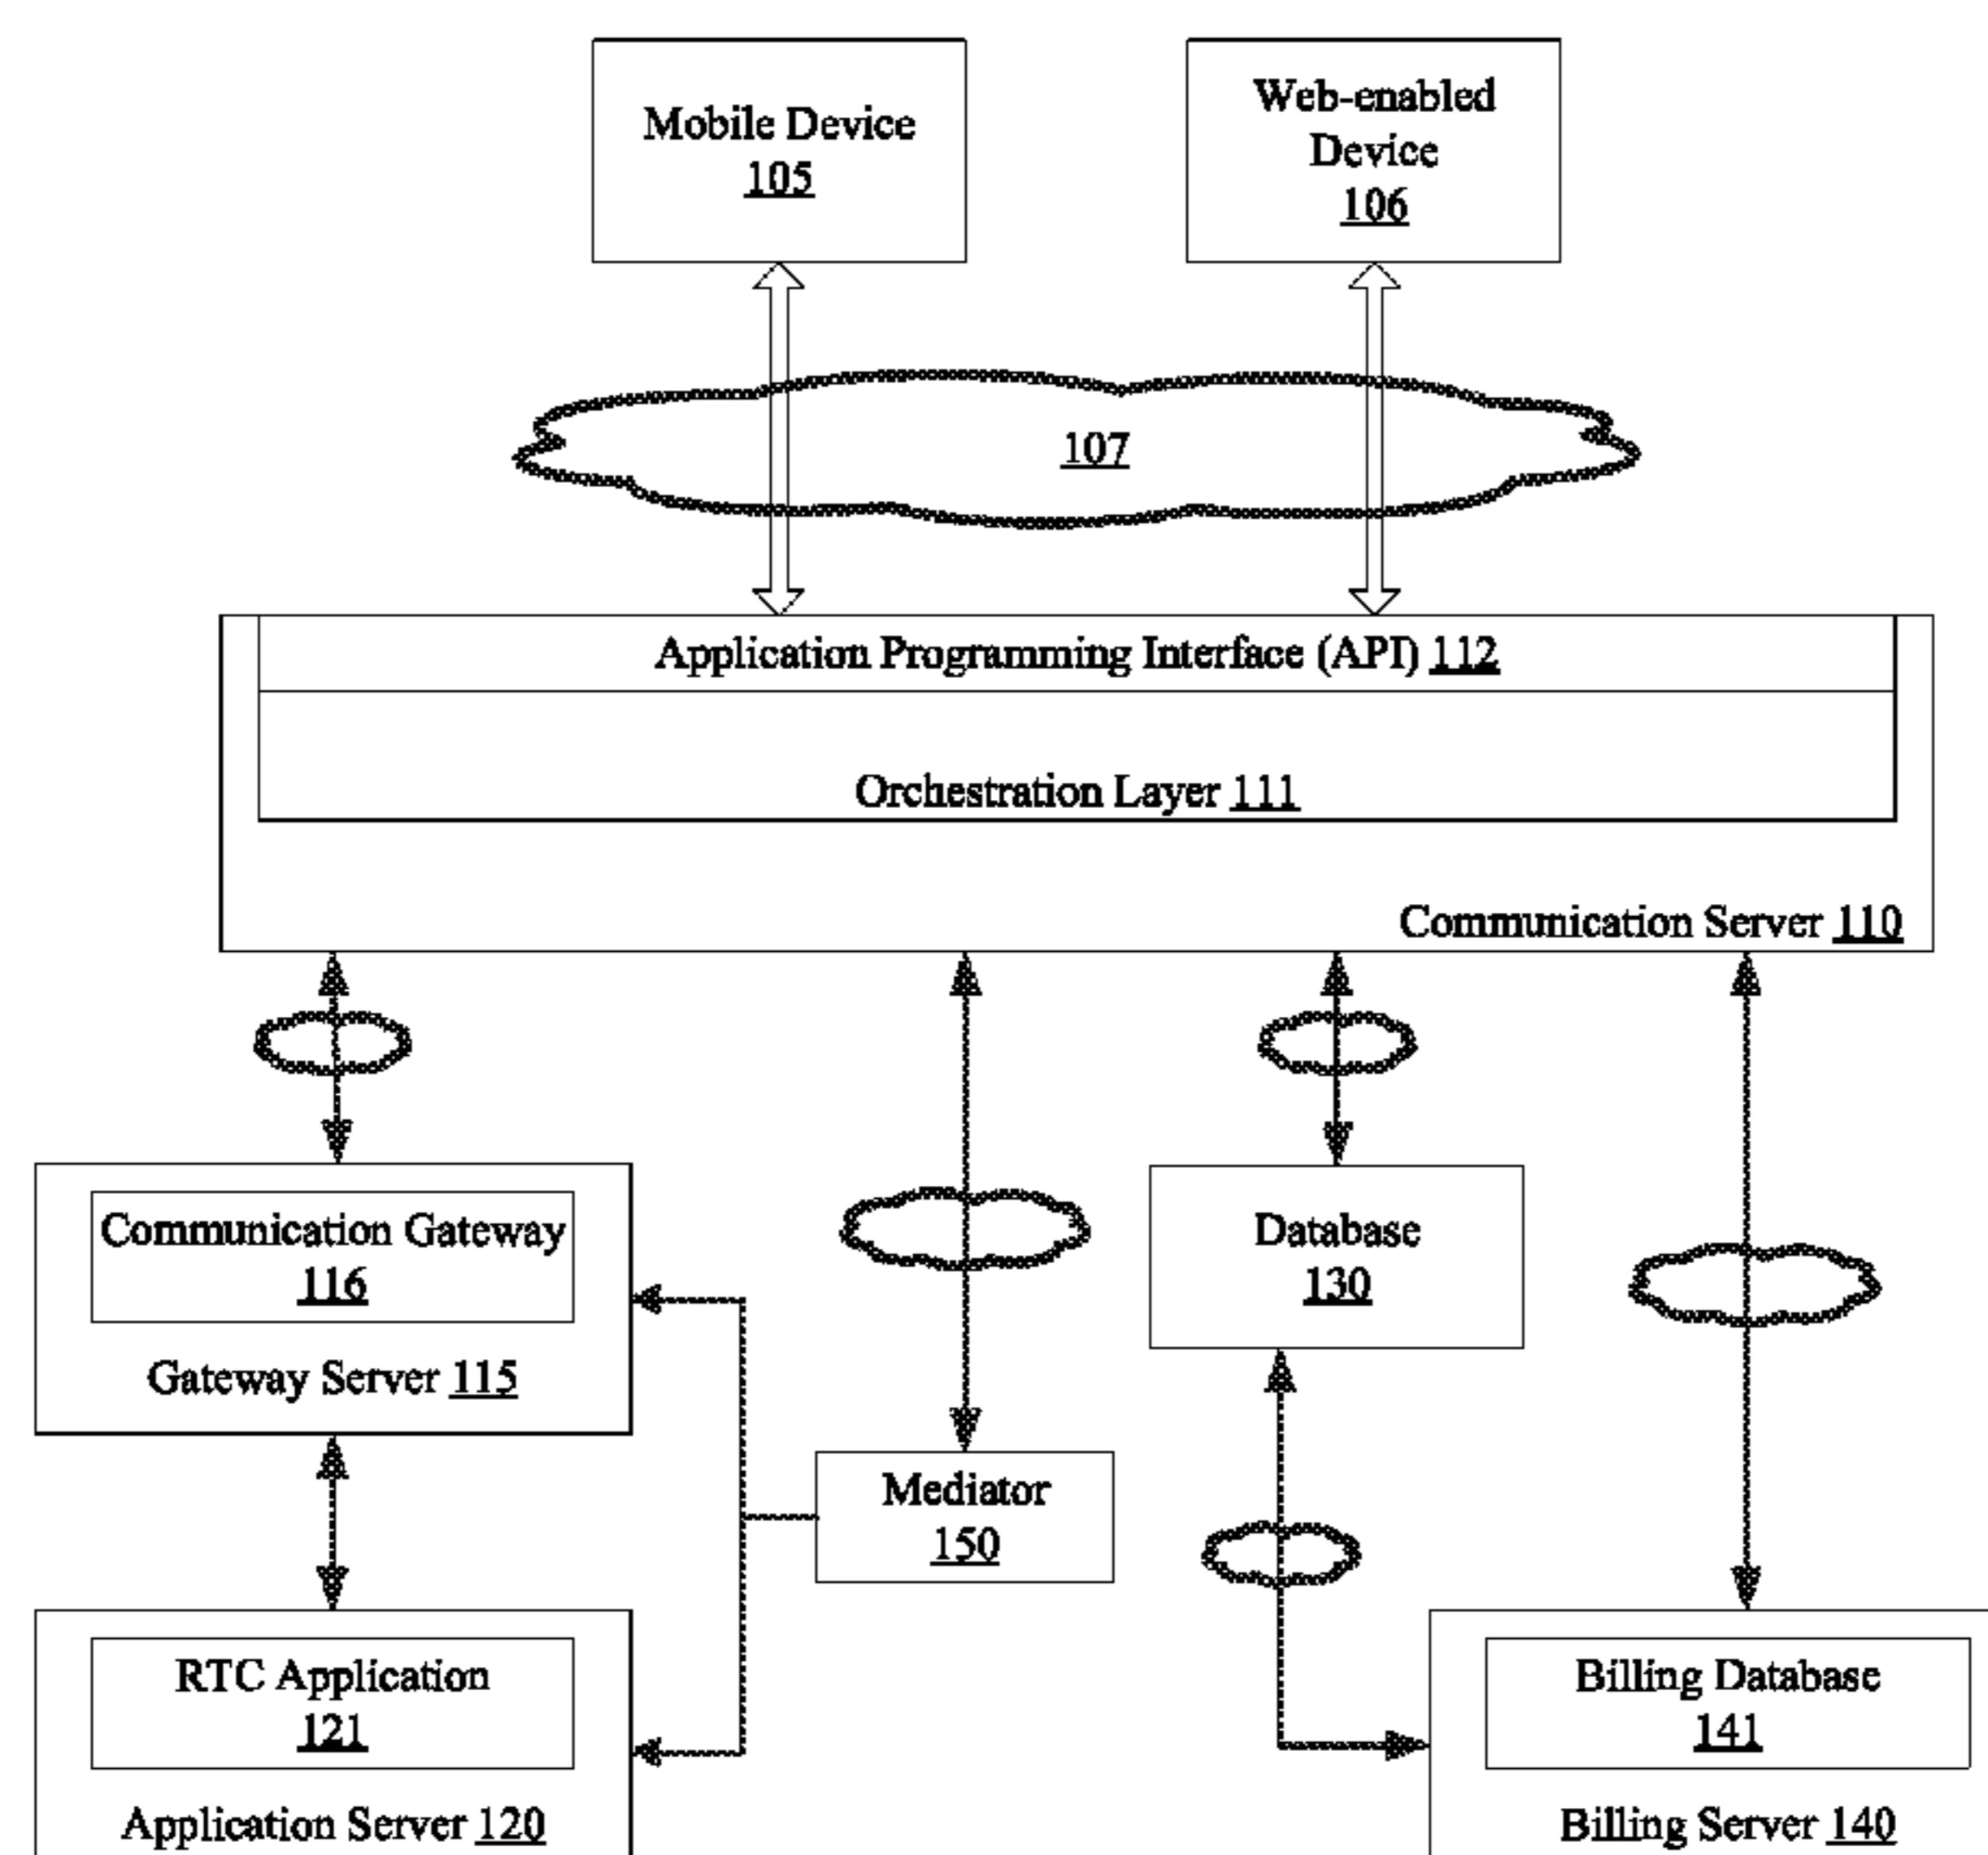 Mobile Device
105
Web-enabled
Device
106
107
Application Programming Interface (API) 112
Orchestration Layer 111
Communication Server 110
Communication Gateway
116
Gateway Server 115
Database
130
Mediator
150
RTC Application
121
Application Server 120
Billing Database
141
Billing Server 140